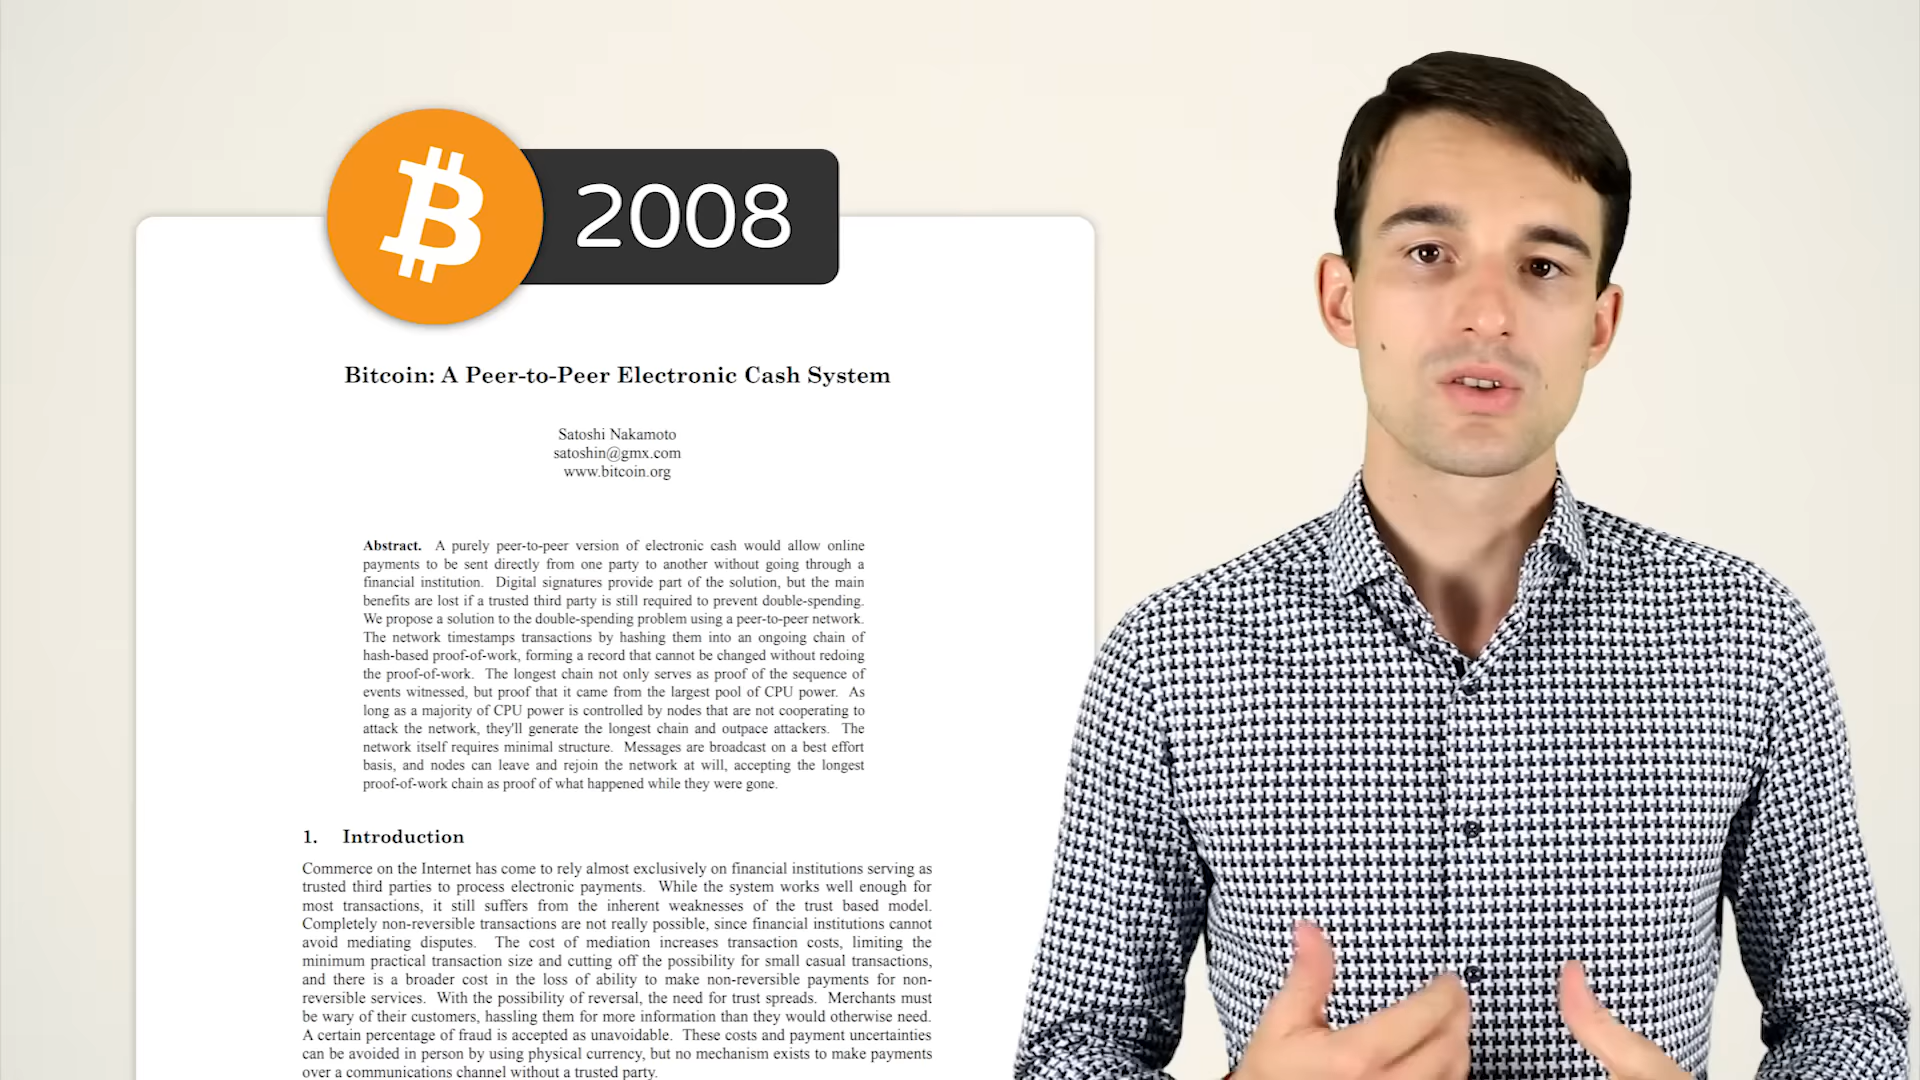 2008
Bitcoin: A Peer-to-Peer Electronic Cash System
Satoshi Nakamoto
satoshin@gmx.com
www.bitcoin.org
Abstract. A purely peer-to-peer version of electronic cash would allow online
payments to be sent directly from one party to another without going through a
financial institution. Digital signatures provide part of the solution, but the main
benefits are lost if a trusted third party is still required to prevent double-spending.
We propose a solution to the double-spending problem using a peer-to-peer network.
The network timestamps transactions by hashing them into an ongoing chain of
hash-based proof-of-work, forming a record that cannot be changed without redoing
the proof-of-work. The longest chain not only serves as proof of the sequence of
events witnessed, but proof that it came from the largest pool of CPU power. As
long as a majority of CPU power is controlled by nodes that are not cooperating to
attack the network, they'll generate the longest chain and outpace attackers. The
network itself requires minimal structure. Messages are broadcast on a best effort
basis, and nodes can leave and rejoin the network at will, accepting the longest
proof-of-work chain as proof of what happened while they were gone.
1. Introduction
Commerce on the Internet has come to rely almost exclusively on financial institutions serving as
trusted third parties to process electronic payments. While the system works well enough for
most transactions, it still suffers from the inherent weaknesses of the trust based model.
Completely non-reversible transactions are not really possible, since financial institutions cannot
avoid mediating disputes. The cost of mediation increases transaction costs, limiting the
minimum practical transaction size and cutting off the possibility for small casual transactions,
and there is a broader cost in the loss of ability to make non-reversible payments for non-
reversible services. With the possibility of reversal, the need for trust spreads. Merchants must
be wary of their customers, hassling them for more information than they would otherwise need.
A certain percentage of fraud is accepted as unavoidable. These costs and payment uncertainties
can be avoided in person by using physical currency, but no mechanism exists to make payments
over a communications channel without a trusted party.